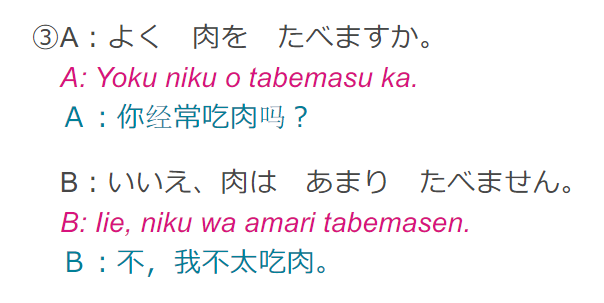 ③A：よく　肉を　たべますか。
A: Yoku niku o tabemasu ka.
A ：你经常吃肉吗？
B：いいえ、肉は　あまり　たべません。
B: Iie, niku wa amari tabemasen.
B ：不，我不太吃肉。